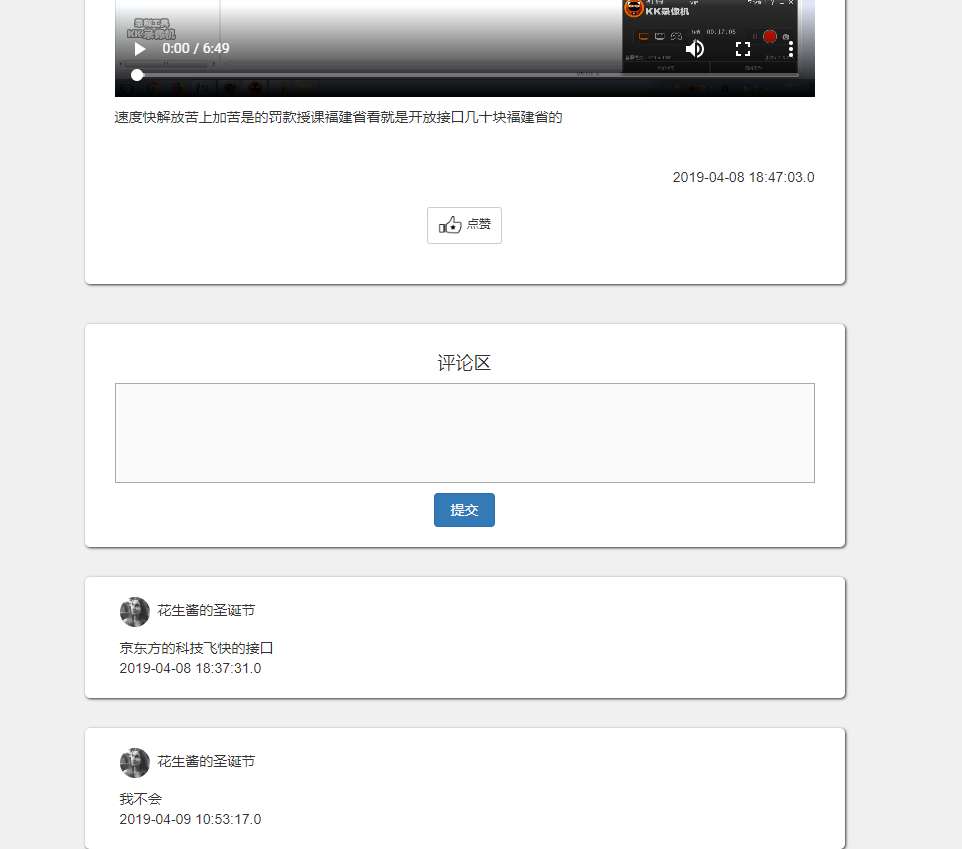 录制工具
KK录像机
KK录像机
00:17:06
0:00 / 6:49
速度快解放苦上加苦是的罚款授课福建省看就是开放接口几十块福建省的
2019-04-08 18:47:03.0
点赞
评论区
提交
花生酱的圣诞节
京东方的科技飞快的接口
2019-04-08 18:37:31.0
花生酱的圣诞节
我不会
2019-04-09 10:53:17.0